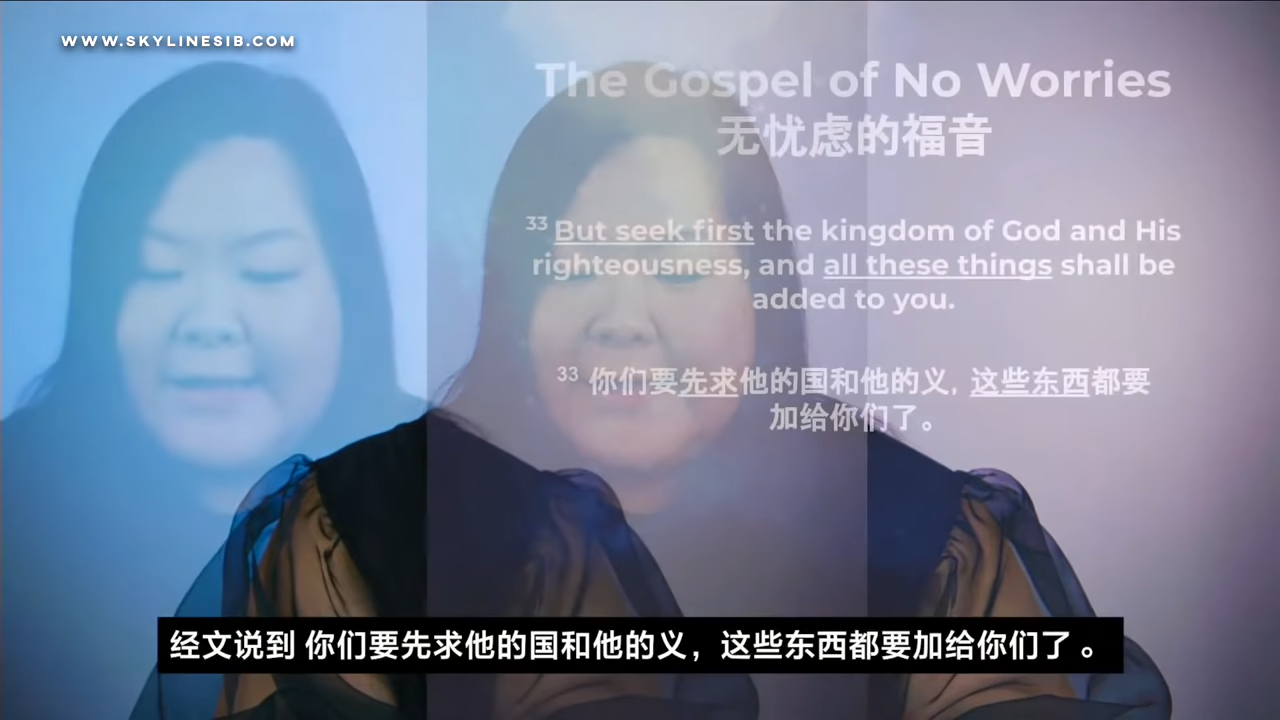 WWW.SKYLINESIB.COM
The Gospel of No Worries
无忧虑的福音
33 But seek first the kingdom of God and His
righteousness, and all these things shall be
added to you.
33 你们要先求他的国和他的义, 这些东西都要
加给你们了。
经文说到 你们要先求他的国和他的义，这些东西都要加给你们了 。